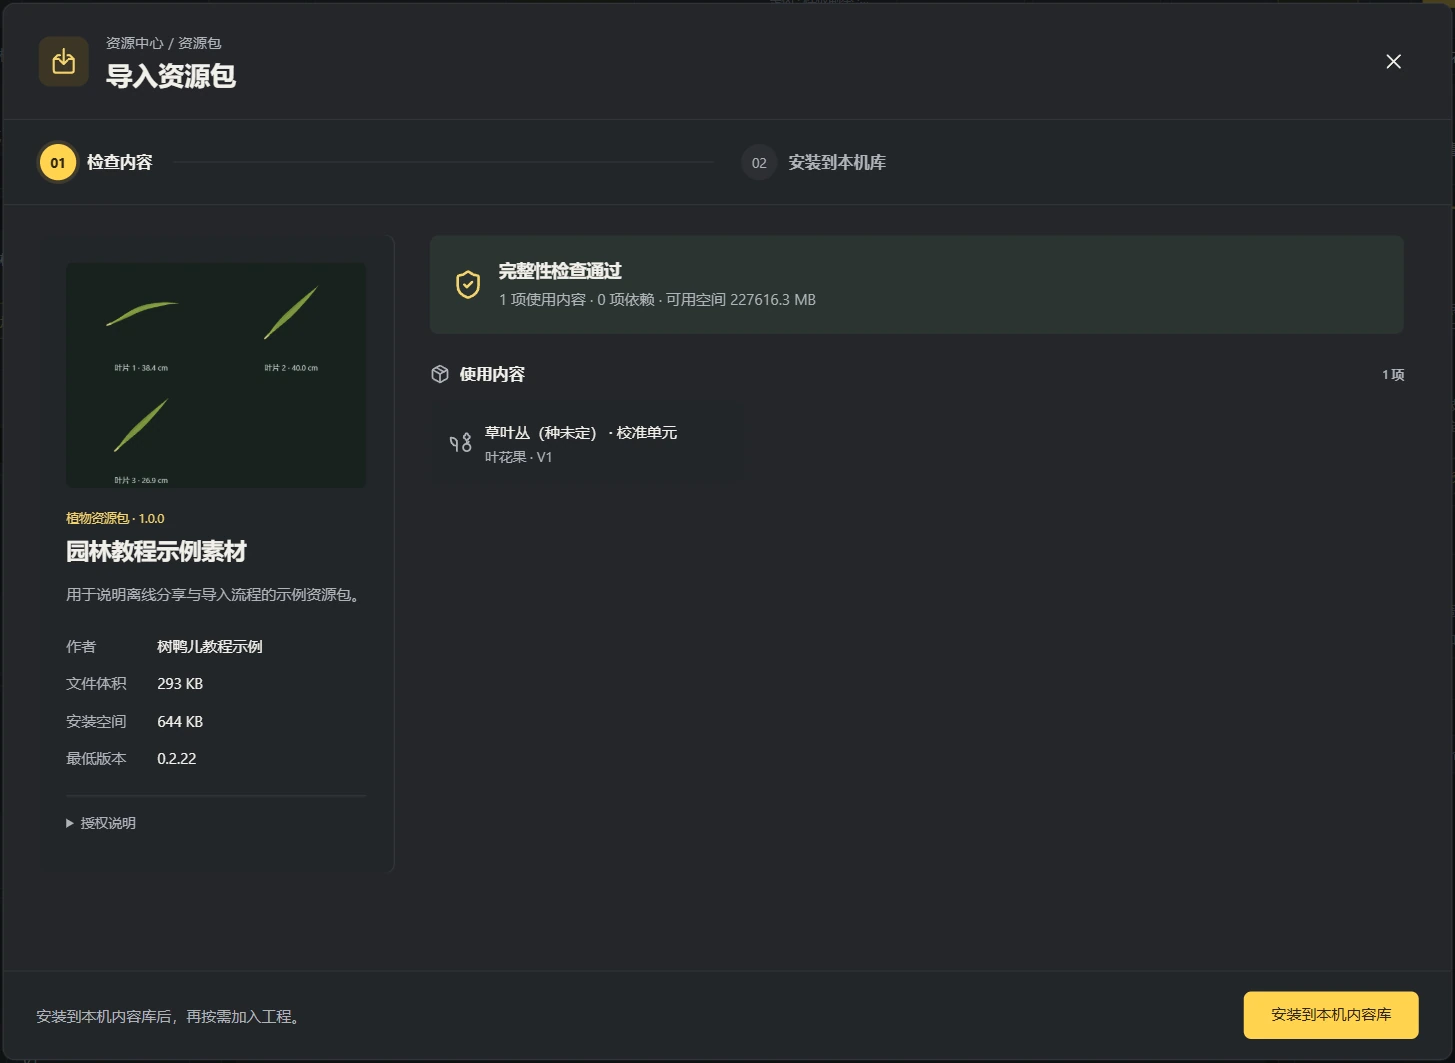 资源中心 / 资源包
导入资源包
01 检查内容
02 安装到本机库
叶片 1 · 38.4 cm
叶片 2 · 40.0 cm
叶片 3 · 26.9 cm
植物资源包 · 1.0.0
园林教程示例素材
用于说明离线分享与导入流程的示例资源包。
作者 树鸭儿教程示例
文件体积 293 KB
安装空间 644 KB
最低版本 0.2.22
授权说明
完整性检查通过
1 项使用内容 · 0 项依赖 · 可用空间 227616.3 MB
使用内容
1 项
草叶丛（种未定） · 校准单元
叶花果 · V1
安装到本机内容库后，再按需加入工程。
安装到本机内容库